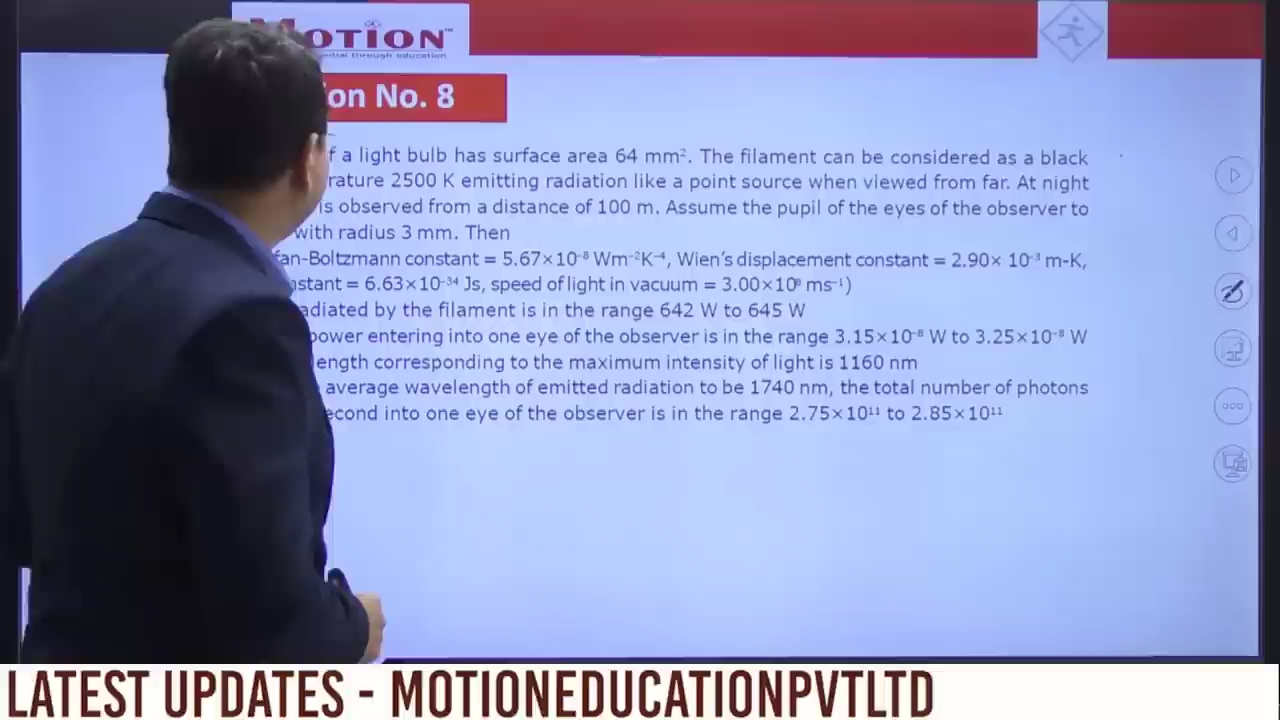 MOTION™
ential through education
ion No. 8
f a light bulb has surface area 64 mm². The filament can be considered as a black
rature 2500 K emitting radiation like a point source when viewed from far. At night
is observed from a distance of 100 m. Assume the pupil of the eyes of the observer to
with radius 3 mm. Then
fan-Boltzmann constant = 5.67×10⁻⁸ Wm⁻²K⁻⁴, Wien's displacement constant = 2.90× 10⁻³ m-K,
nstant = 6.63×10⁻³⁴ Js, speed of light in vacuum = 3.00×10⁸ ms⁻¹)
adiated by the filament is in the range 642 W to 645 W
power entering into one eye of the observer is in the range 3.15×10⁻⁸ W to 3.25×10⁻⁸ W
length corresponding to the maximum intensity of light is 1160 nm
average wavelength of emitted radiation to be 1740 nm, the total number of photons
econd into one eye of the observer is in the range 2.75×10¹¹ to 2.85×10¹¹
LATEST UPDATES - MOTIONEDUCATIONPVTLTD